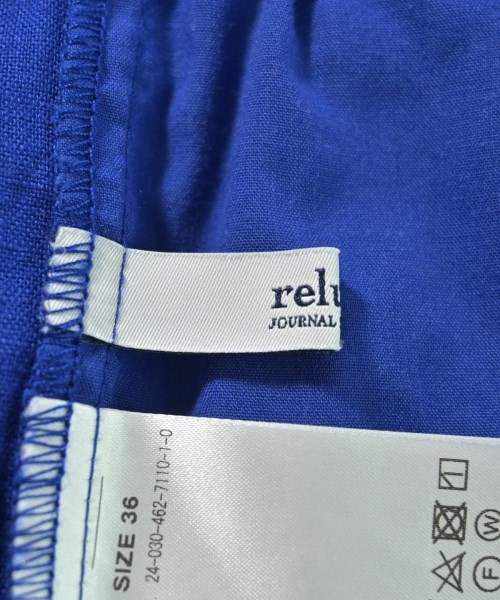 relu
JOURNAL
SIZE 36
24-030-462-7110-1-0
F
W